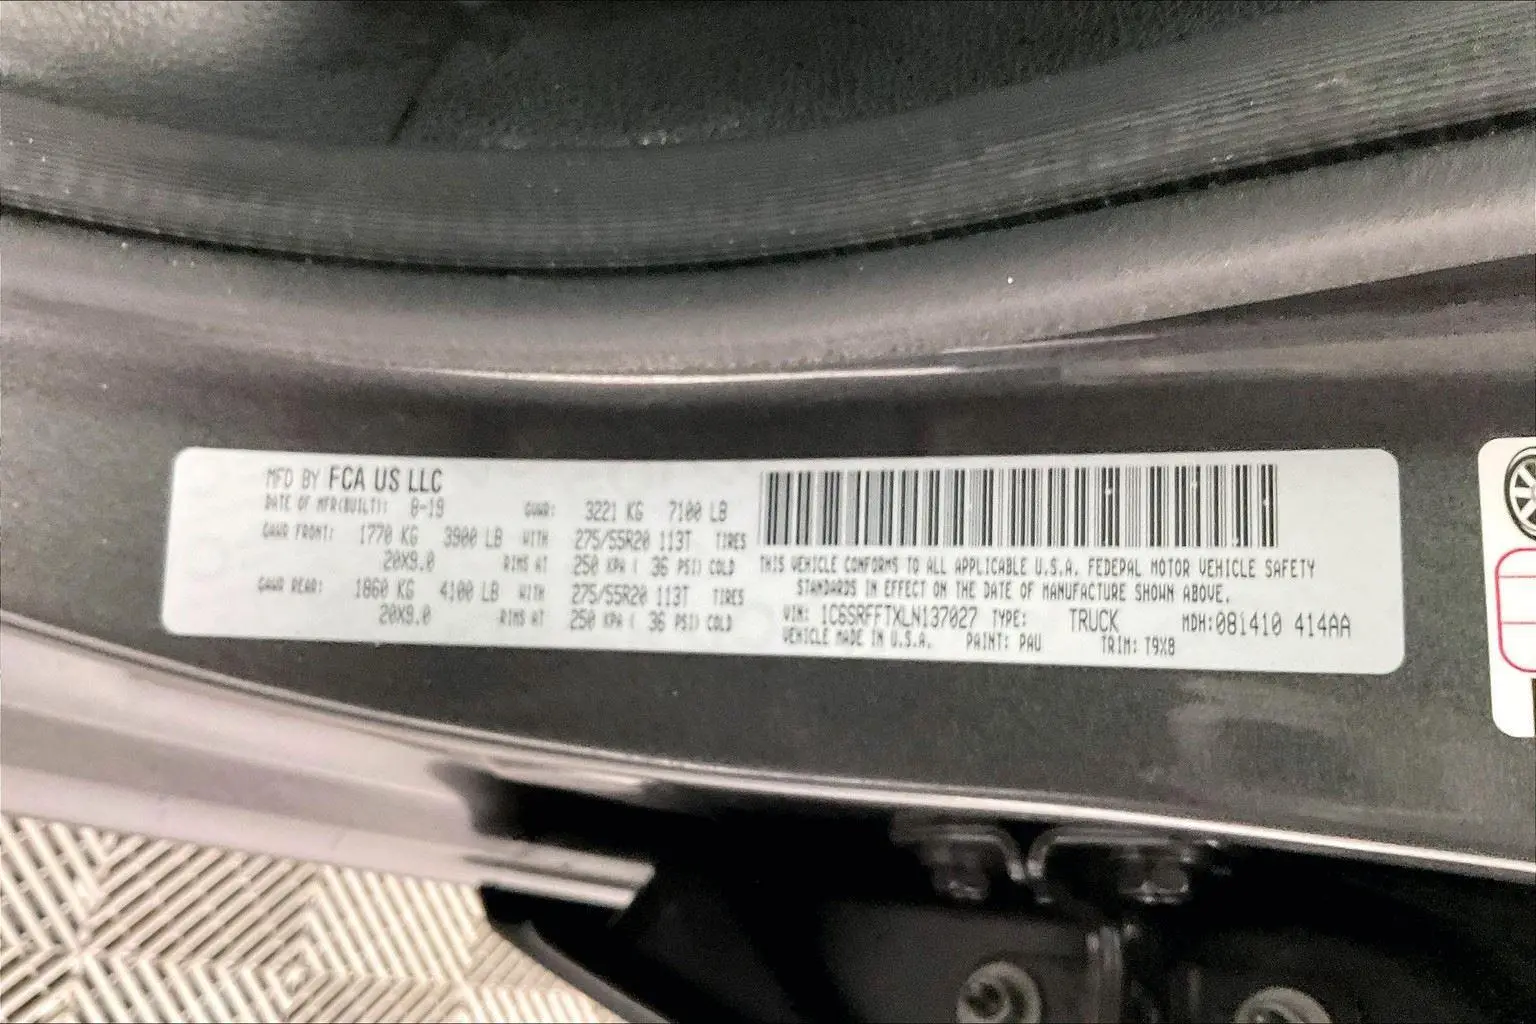 MFD BY FCA US LLC
DATE OF MFR(BUILT): 8-19 GVWR: 3221 KG 7100 LB
GAWR FRONT: 1770 KG 3900 LB WITH 275/55R20 113T TIRES
20X9.0 RIMS AT 250 KPA ( 36 PSI) COLD
GAWR REAR: 1860 KG 4100 LB WITH 275/55R20 113T TIRES
20X9.0 RIMS AT 250 KPA ( 36 PSI) COLD
THIS VEHICLE CONFORMS TO ALL APPLICABLE U.S.A. FEDERAL MOTOR VEHICLE SAFETY
STANDARDS IN EFFECT ON THE DATE OF MANUFACTURE SHOWN ABOVE.
VIN: 1C6SRFFTXLN137027 TYPE: TRUCK MDH:081410 414AA
VEHICLE MADE IN U.S.A. PAINT: PAU TRIM: T9X8